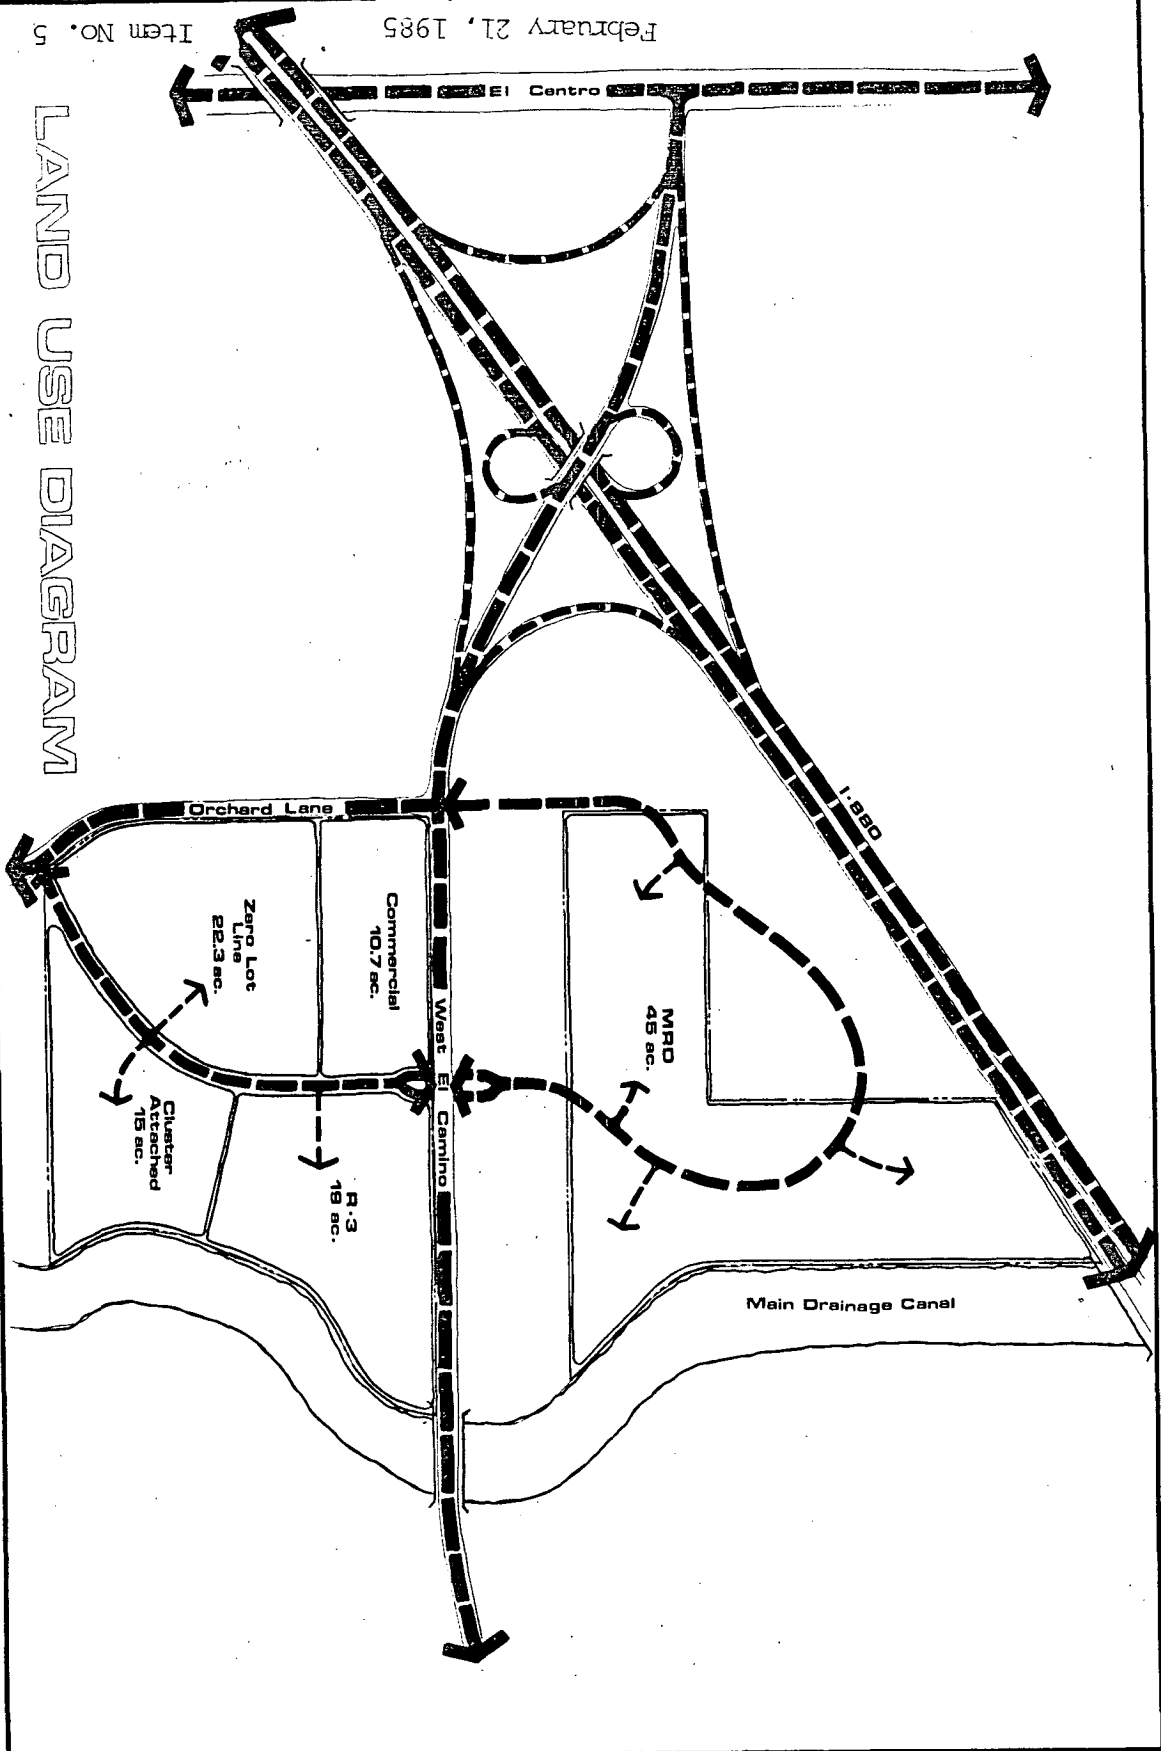 February 21, 1985
Item No. 5
LAND USE DIAGRAM
El Centro
I-880
Orchard Lane
Commercial
10.7 ac.
Zero Lot
Line
22.3 ac.
West El Camino
MRD
45 ac.
Cluster
Attached
15 ac.
R-3
19 ac.
Main Drainage Canal